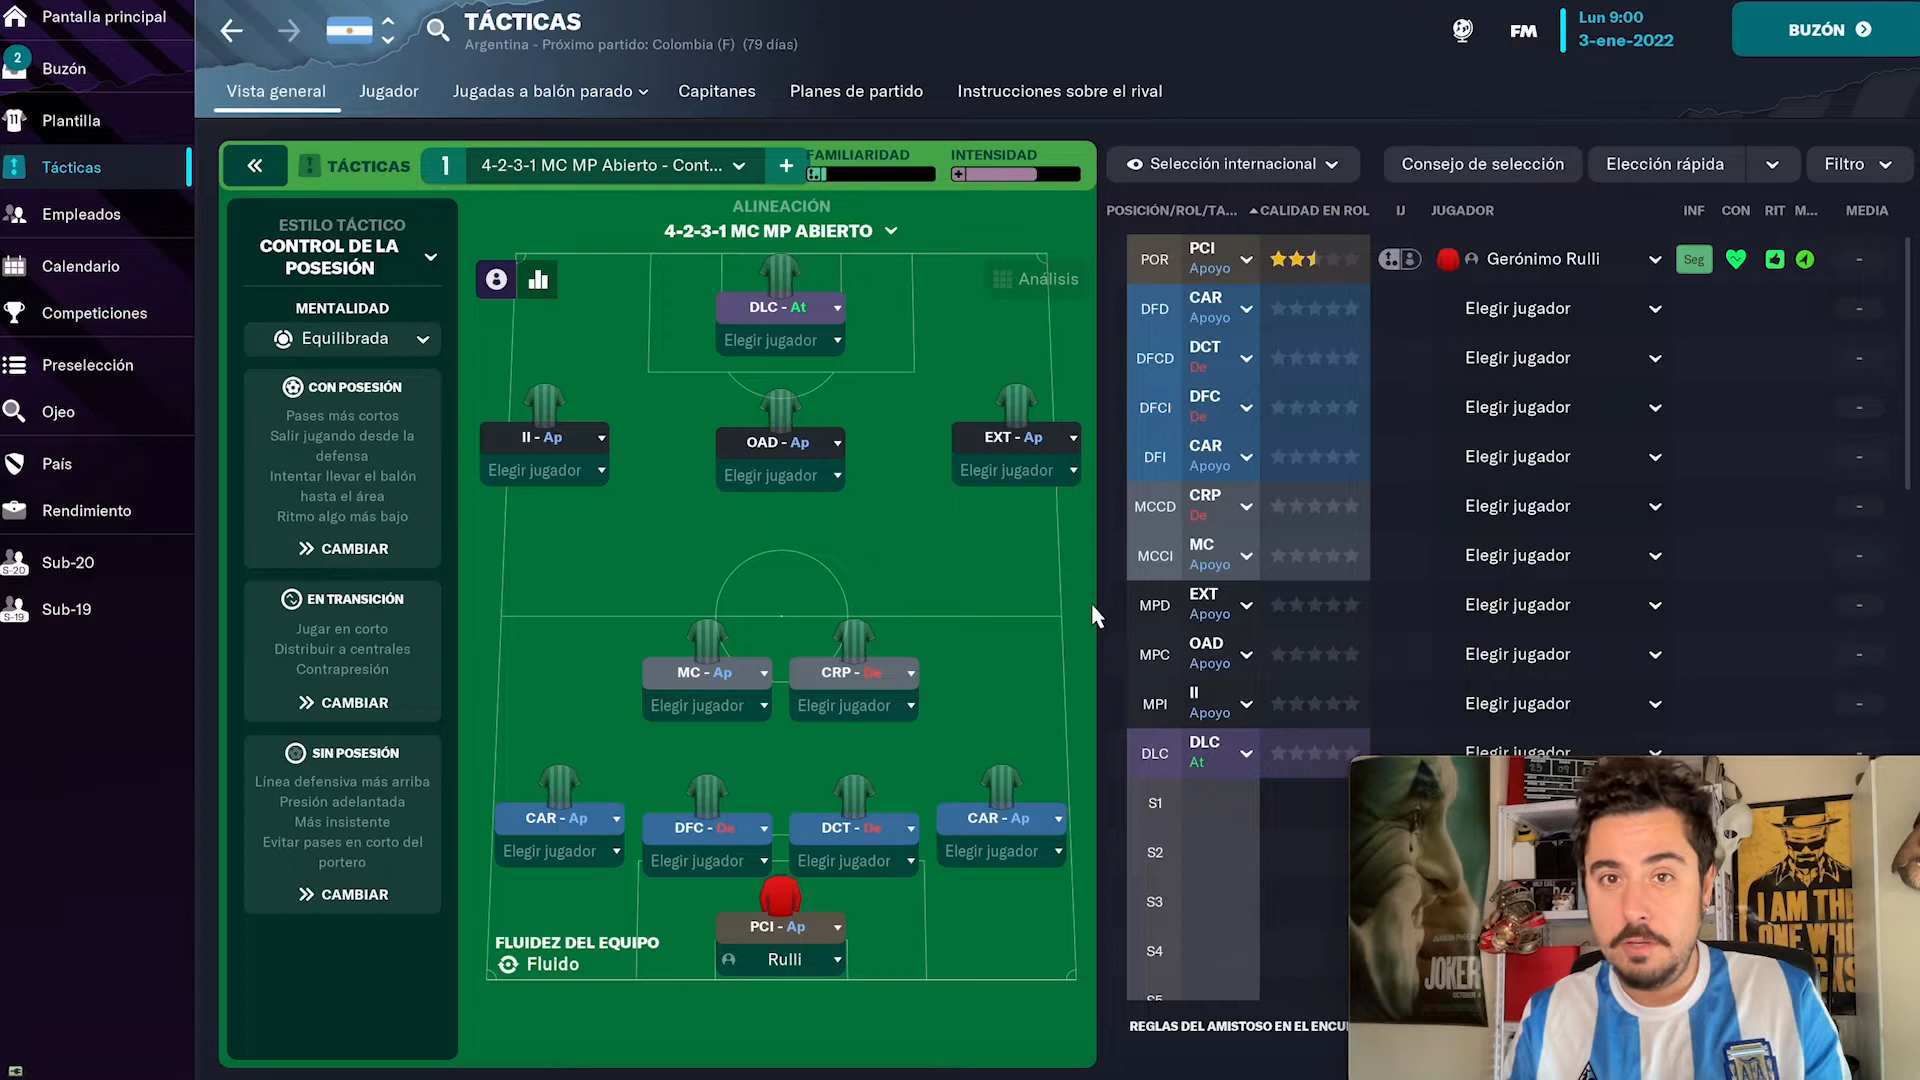 Pantalla principal
2
Buzón
Plantilla
Tácticas
Empleados
Calendario
Competiciones
Preselección
Ojeo
País
Rendimiento
S-20
Sub-20
S-19
Sub-19
TÁCTICAS
Argentina - Próximo partido: Colombia (F) (79 días)
FM
Lun 9:00
3-ene-2022
BUZÓN
Vista general
Jugador
Jugadas a balón parado
Capitanes
Planes de partido
Instrucciones sobre el rival
TÁCTICAS
1
4-2-3-1 MC MP Abierto - Cont...
FAMILIARIDAD
INTENSIDAD
ESTILO TÁCTICO
CONTROL DE LA
POSESIÓN
MENTALIDAD
Equilibrada
CON POSESIÓN
Pases más cortos
Salir jugando desde la
defensa
Intentar llevar el balón
hasta el área
Ritmo algo más bajo
CAMBIAR
EN TRANSICIÓN
Jugar en corto
Distribuir a centrales
Contrapresión
CAMBIAR
SIN POSESIÓN
Línea defensiva más arriba
Presión adelantada
Más insistente
Evitar pases en corto del
portero
CAMBIAR
ALINEACIÓN
4-2-3-1 MC MP ABIERTO
Análisis
DLC - At
Elegir jugador
II - Ap
Elegir jugador
OAD - Ap
Elegir jugador
EXT - Ap
Elegir jugador
MC - Ap
Elegir jugador
CRP - De
Elegir jugador
CAR - Ap
Elegir jugador
DFC - De
Elegir jugador
DCT - De
Elegir jugador
CAR - Ap
Elegir jugador
PCI - Ap
Rulli
FLUIDEZ DEL EQUIPO
Fluido
Selección internacional
Consejo de selección
Elección rápida
Filtro
POSICIÓN/ROL/TA... CALIDAD EN ROL IJ JUGADOR INF CON RIT M... MEDIA
POR PCI Apoyo Gerónimo Rulli Seg -
DFD CAR Apoyo Elegir jugador -
DFCD DCT De Elegir jugador -
DFCI DFC De Elegir jugador -
DFI CAR Apoyo Elegir jugador -
MCCD CRP De Elegir jugador -
MCCI MC Apoyo Elegir jugador -
MPD EXT Apoyo Elegir jugador -
MPC OAD Apoyo Elegir jugador -
MPI II Apoyo Elegir jugador -
DLC DLC At Elegir jugador
S1
S2
S3
S4
S5
REGLAS DEL AMISTOSO EN EL ENCU
JOKER
I AM THE
ONE WHO